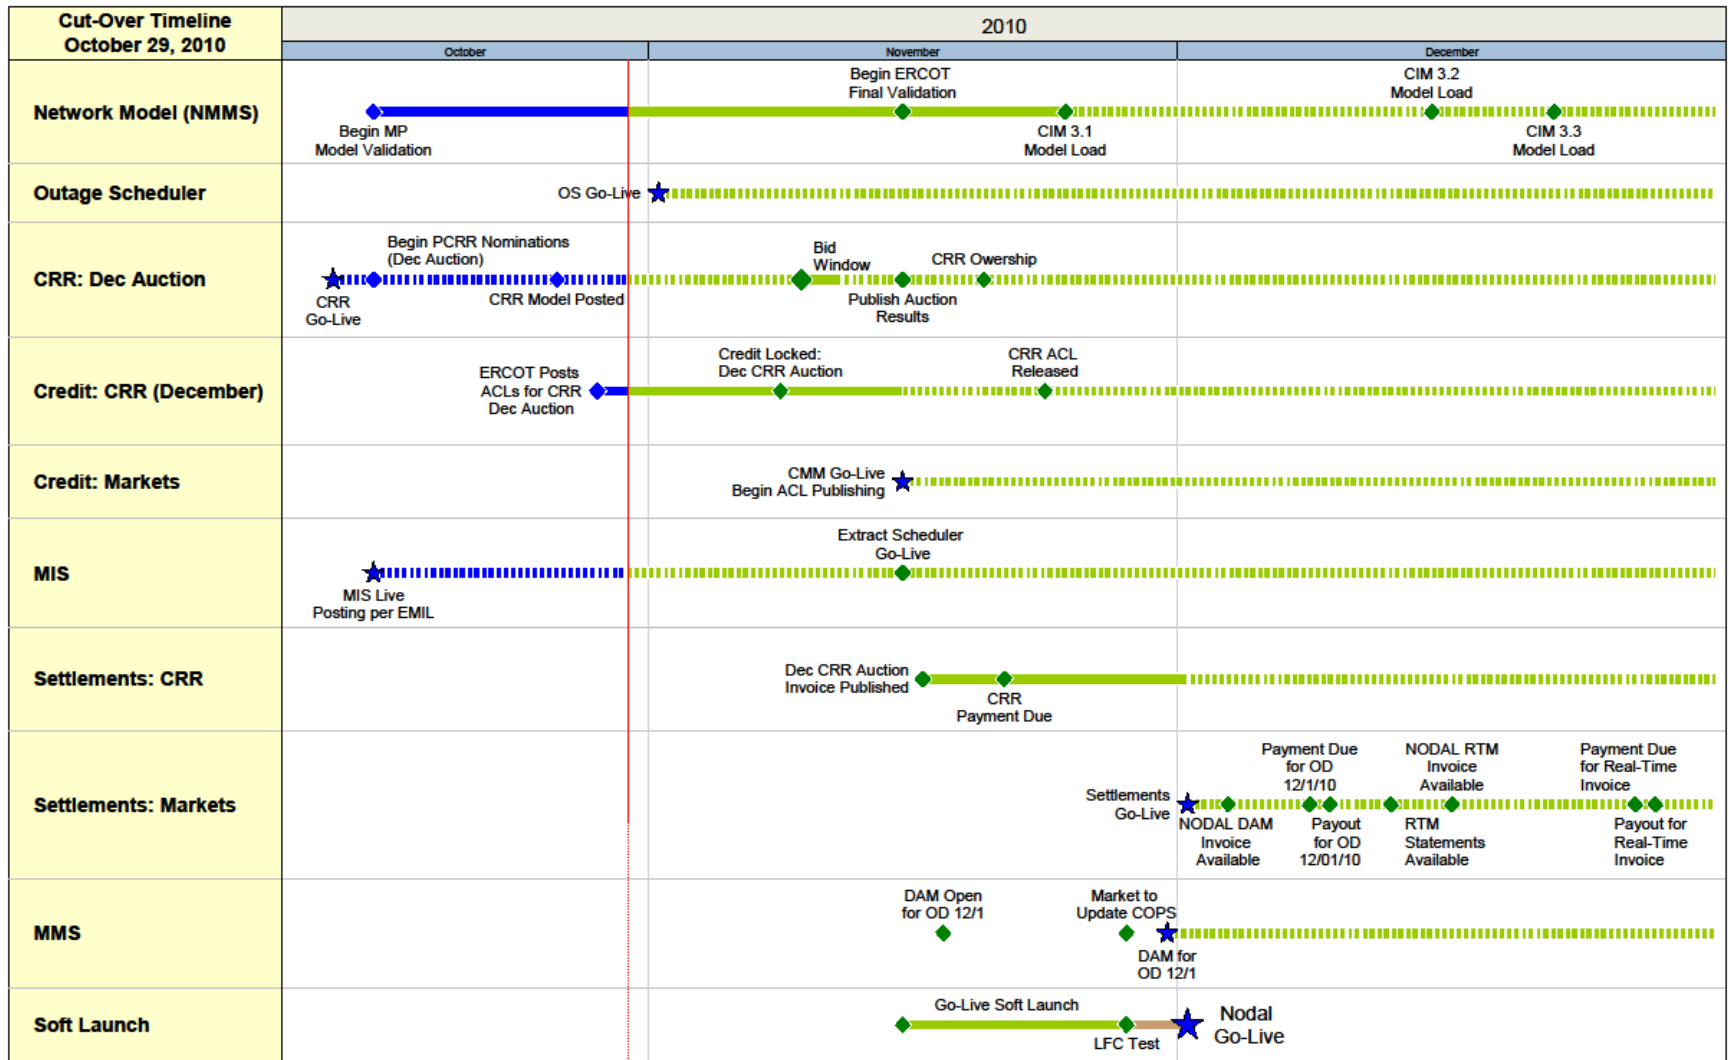 Cut-Over Timeline
October 29, 2010
2010
October
November
December
Network Model (NMMS)
Begin MP
Model Validation
Begin ERCOT
Final Validation
CIM 3.1
Model Load
CIM 3.2
Model Load
CIM 3.3
Model Load
Outage Scheduler
OS Go-Live
CRR: Dec Auction
CRR
Go-Live
Begin PCRR Nominations
(Dec Auction)
CRR Model Posted
Bid
Window
Publish Auction
Results
CRR Owership
Credit: CRR (December)
ERCOT Posts
ACLs for CRR
Dec Auction
Credit Locked:
Dec CRR Auction
CRR ACL
Released
Credit: Markets
CMM Go-Live
Begin ACL Publishing
MIS
MIS Live
Posting per EMIL
Extract Scheduler
Go-Live
Settlements: CRR
Dec CRR Auction
Invoice Published
CRR
Payment Due
Settlements: Markets
Settlements
Go-Live
NODAL DAM
Invoice
Available
Payment Due
for OD
12/1/10
Payout
for OD
12/01/10
RTM
Statements
Available
NODAL RTM
Invoice
Available
Payment Due
for Real-Time
Invoice
Payout for
Real-Time
Invoice
MMS
DAM Open
for OD 12/1
Market to
Update COPS
DAM for
OD 12/1
Soft Launch
Go-Live Soft Launch
LFC Test
Nodal
Go-Live